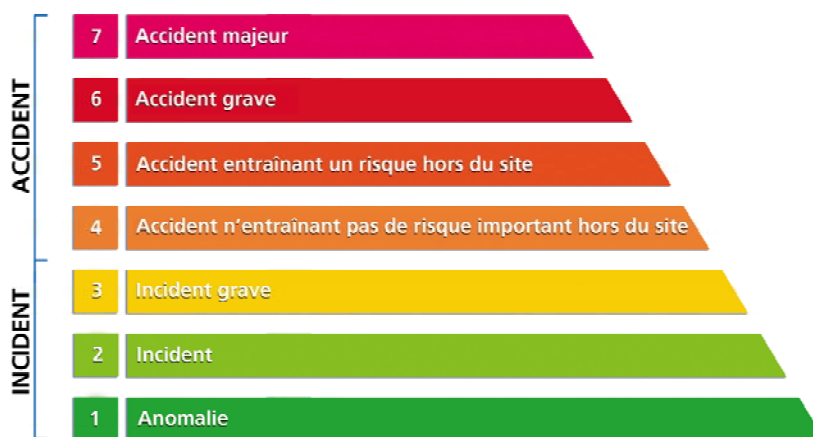 ACCIDENT
7 Accident majeur
6 Accident grave
5 Accident entraînant un risque hors du site
4 Accident n’entraînant pas de risque important hors du site
INCIDENT
3 Incident grave
2 Incident
1 Anomalie